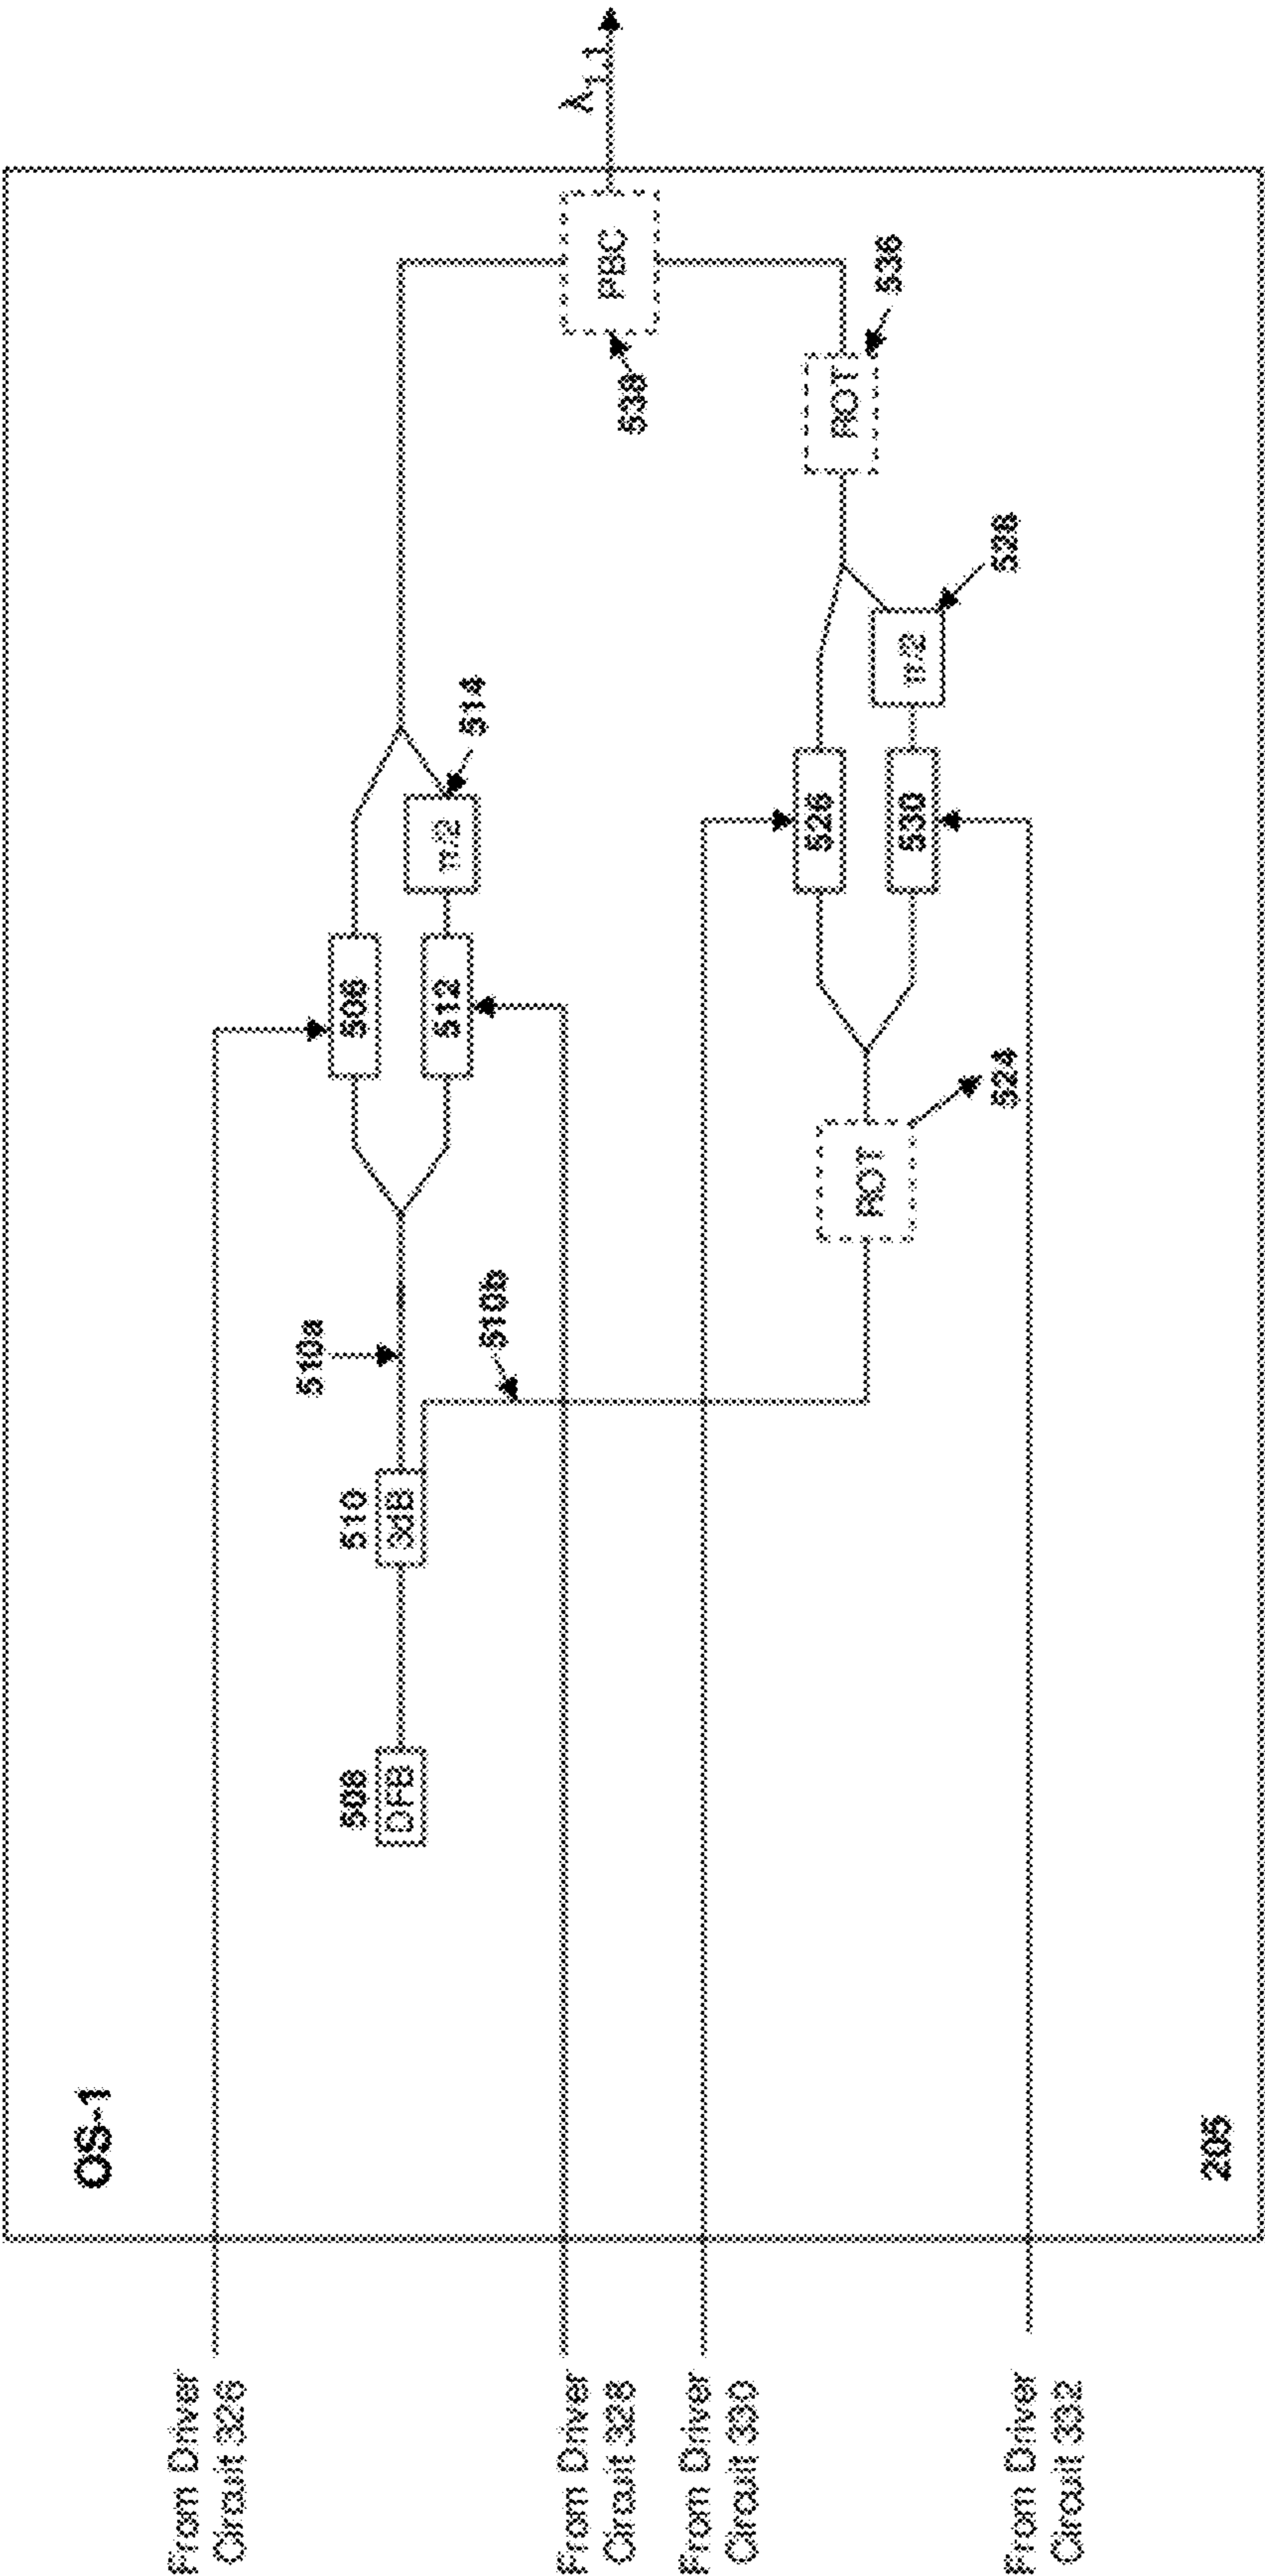 OS-1
From Driver
Circuit 326
508
DFB
510
3dB
510a
506
512
π/2
514
From Driver
Circuit 328
510b
538
PBC
λ1,1
From Driver
Circuit 330
ROT
524
526
530
π/2
528
ROT
536
From Driver
Circuit 332
205